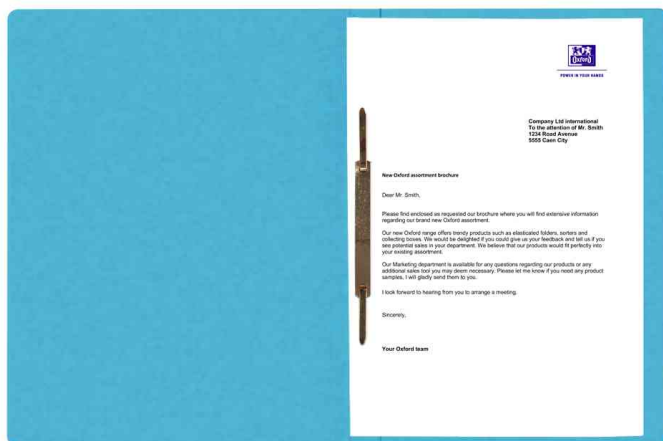 Oxford
POWER IN YOUR HANDS
Company Ltd international
To the attention of Mr. Smith
1234 Road Avenue
5555 Caen City
New Oxford assortment brochure
Dear Mr. Smith,
Please find enclosed as requested our brochure where you will find extensive information
regarding our brand new Oxford assortment.
Our new Oxford range offers trendy products such as elasticated folders, sorters and
collecting boxes. We would be delighted if you could give us your feedback and tell us if you
see potential sales in your department. We believe that our products would fit perfectly into
your existing assortment.
Our Marketing department is available for any questions regarding our products or any
additional sales tool you may deem necessary. Please let me know if you need any product
samples, I will gladly send them to you.
I look forward to hearing from you to arrange a meeting.
Sincerely,
Your Oxford team